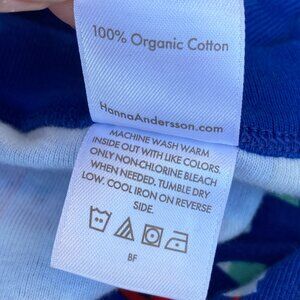 100% Organic Cotton
HannaAndersson.com
MACHINE WASH WARM
INSIDE OUT WITH LIKE COLORS.
ONLY NON-CHLORINE BLEACH
WHEN NEEDED. TUMBLE DRY
LOW. COOL IRON ON REVERSE
SIDE
BF